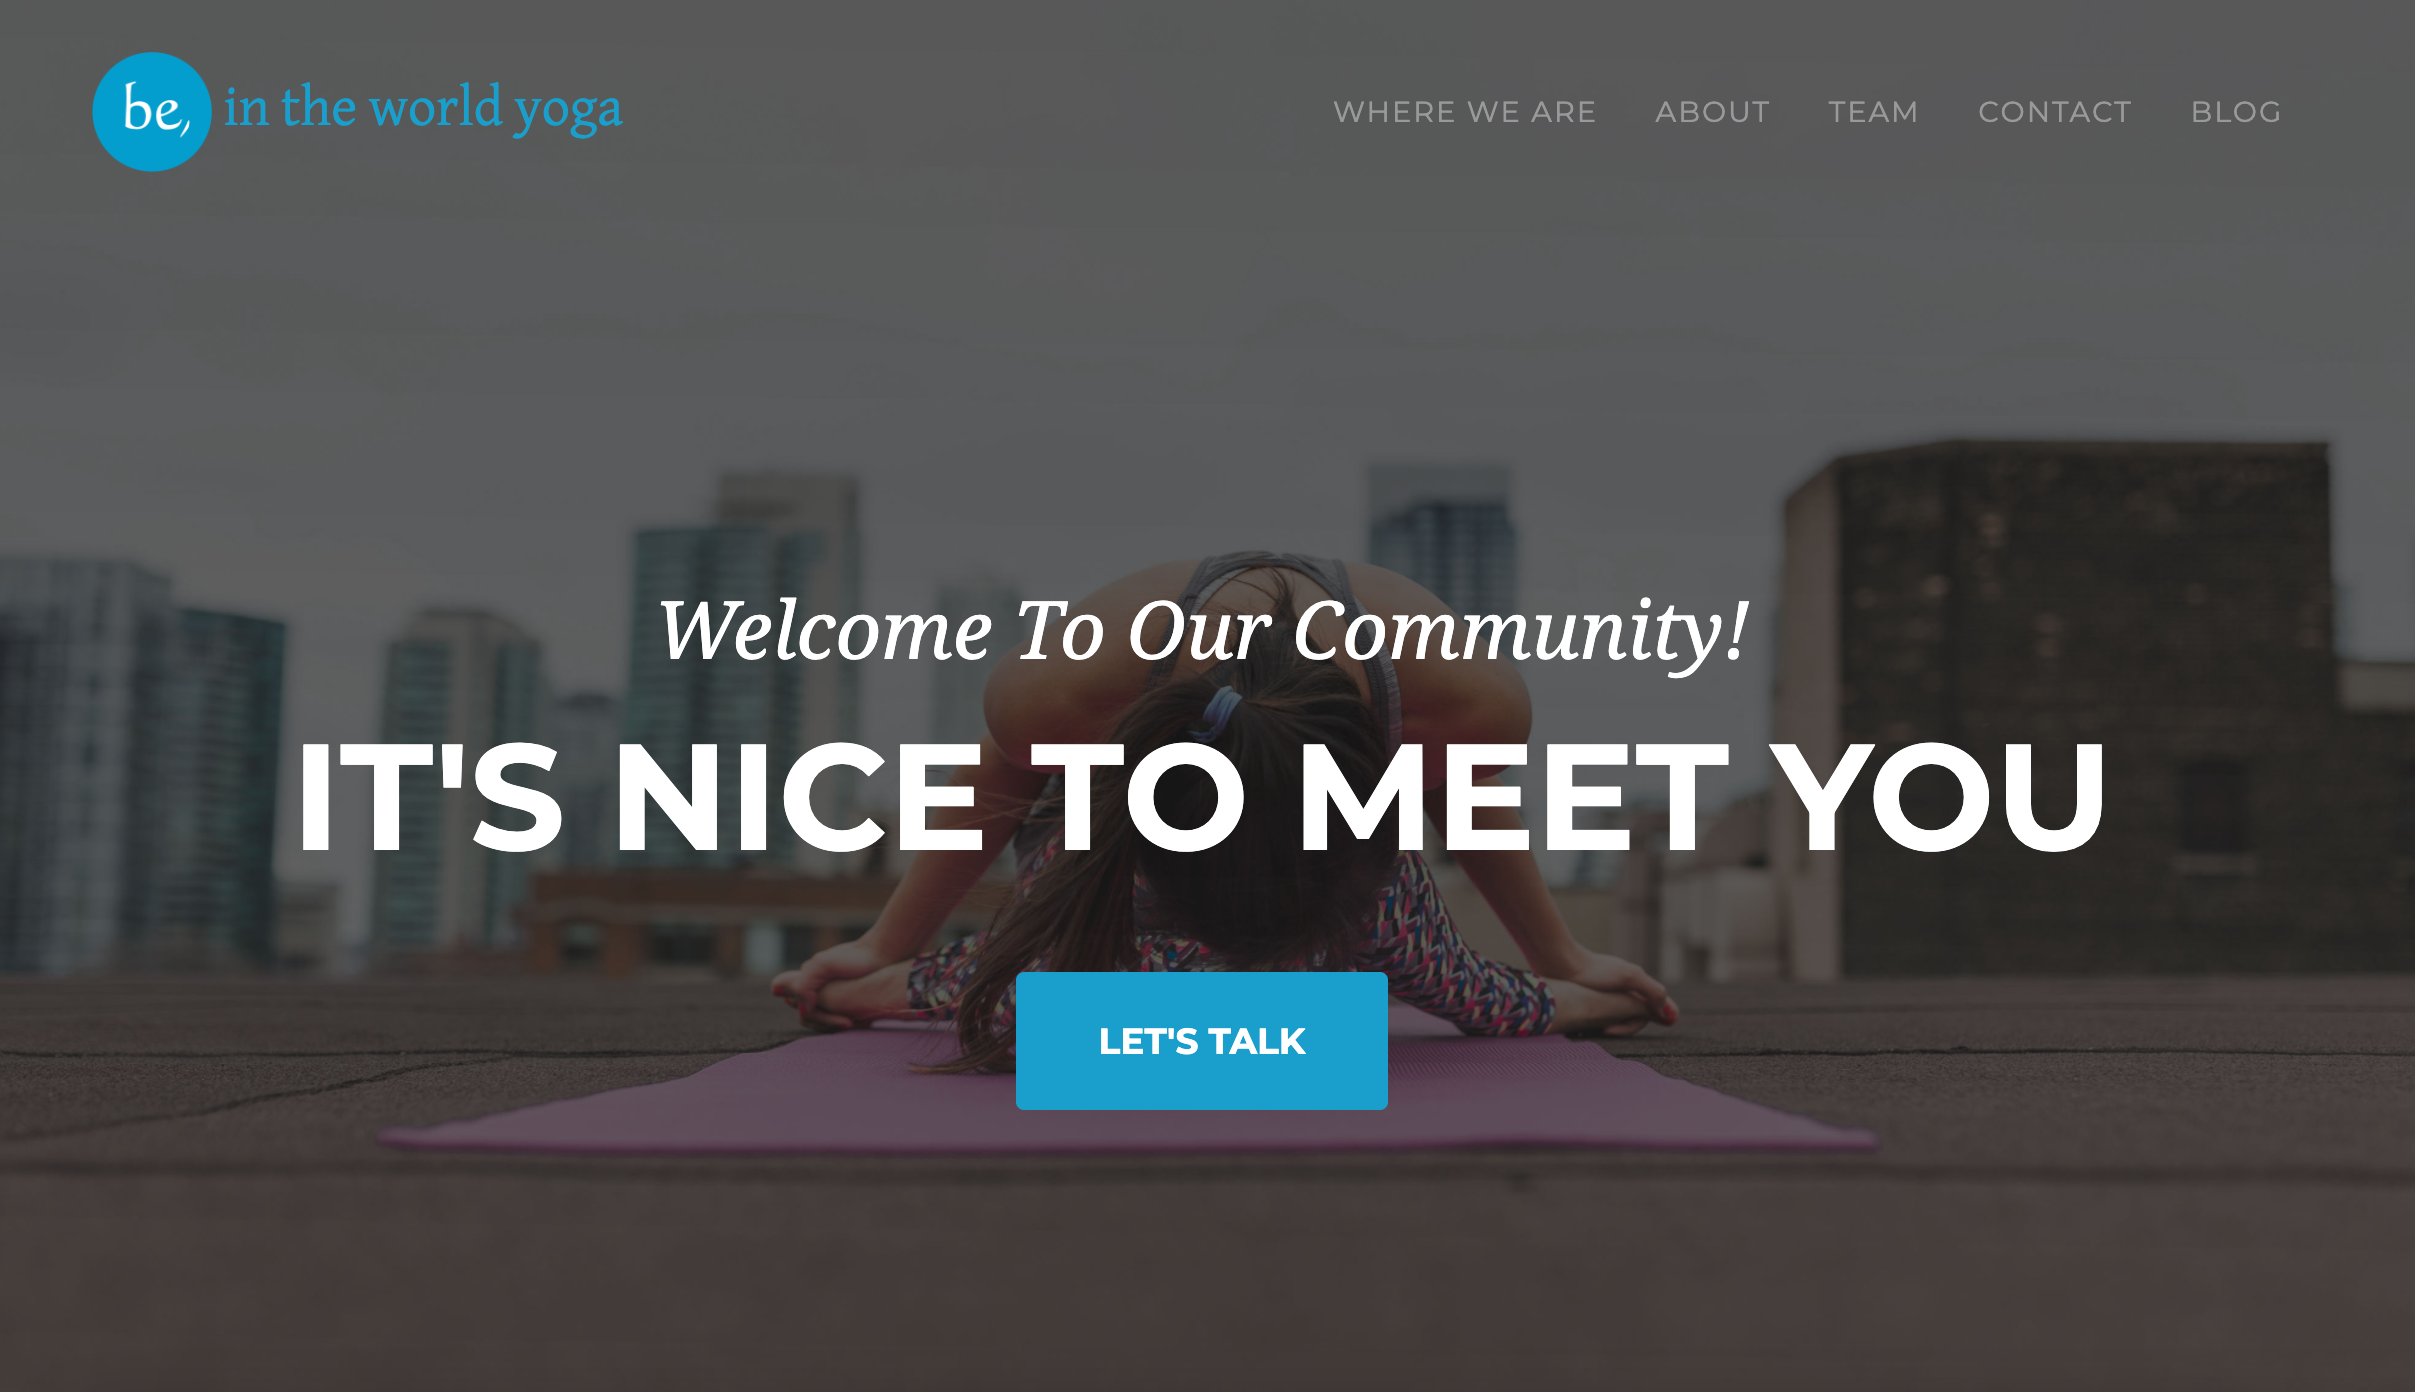 be, in the world yoga
WHERE WE ARE ABOUT TEAM CONTACT BLOG
Welcome To Our Community!
IT'S NICE TO MEET YOU
LET'S TALK